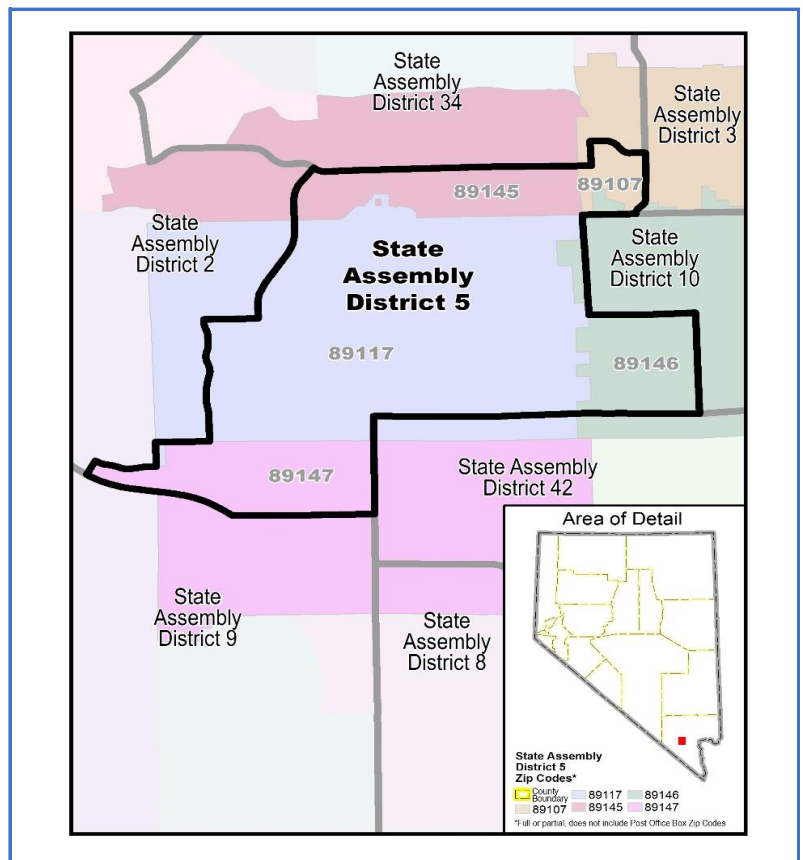 State
Assembly
District 34
State
Assembly
District 3
89107
89145
State
Assembly
District 2
State
Assembly
District 5
State
Assembly
District 10
89117
89146
89147
State Assembly
District 42
Area of Detail
State
Assembly
District 9
State
Assembly
District 8
State Assembly
District 5
Zip Codes*
County
Boundary
89117
89146
89107
89145
89147
*Full or partial, does not include Post Office Box Zip Codes